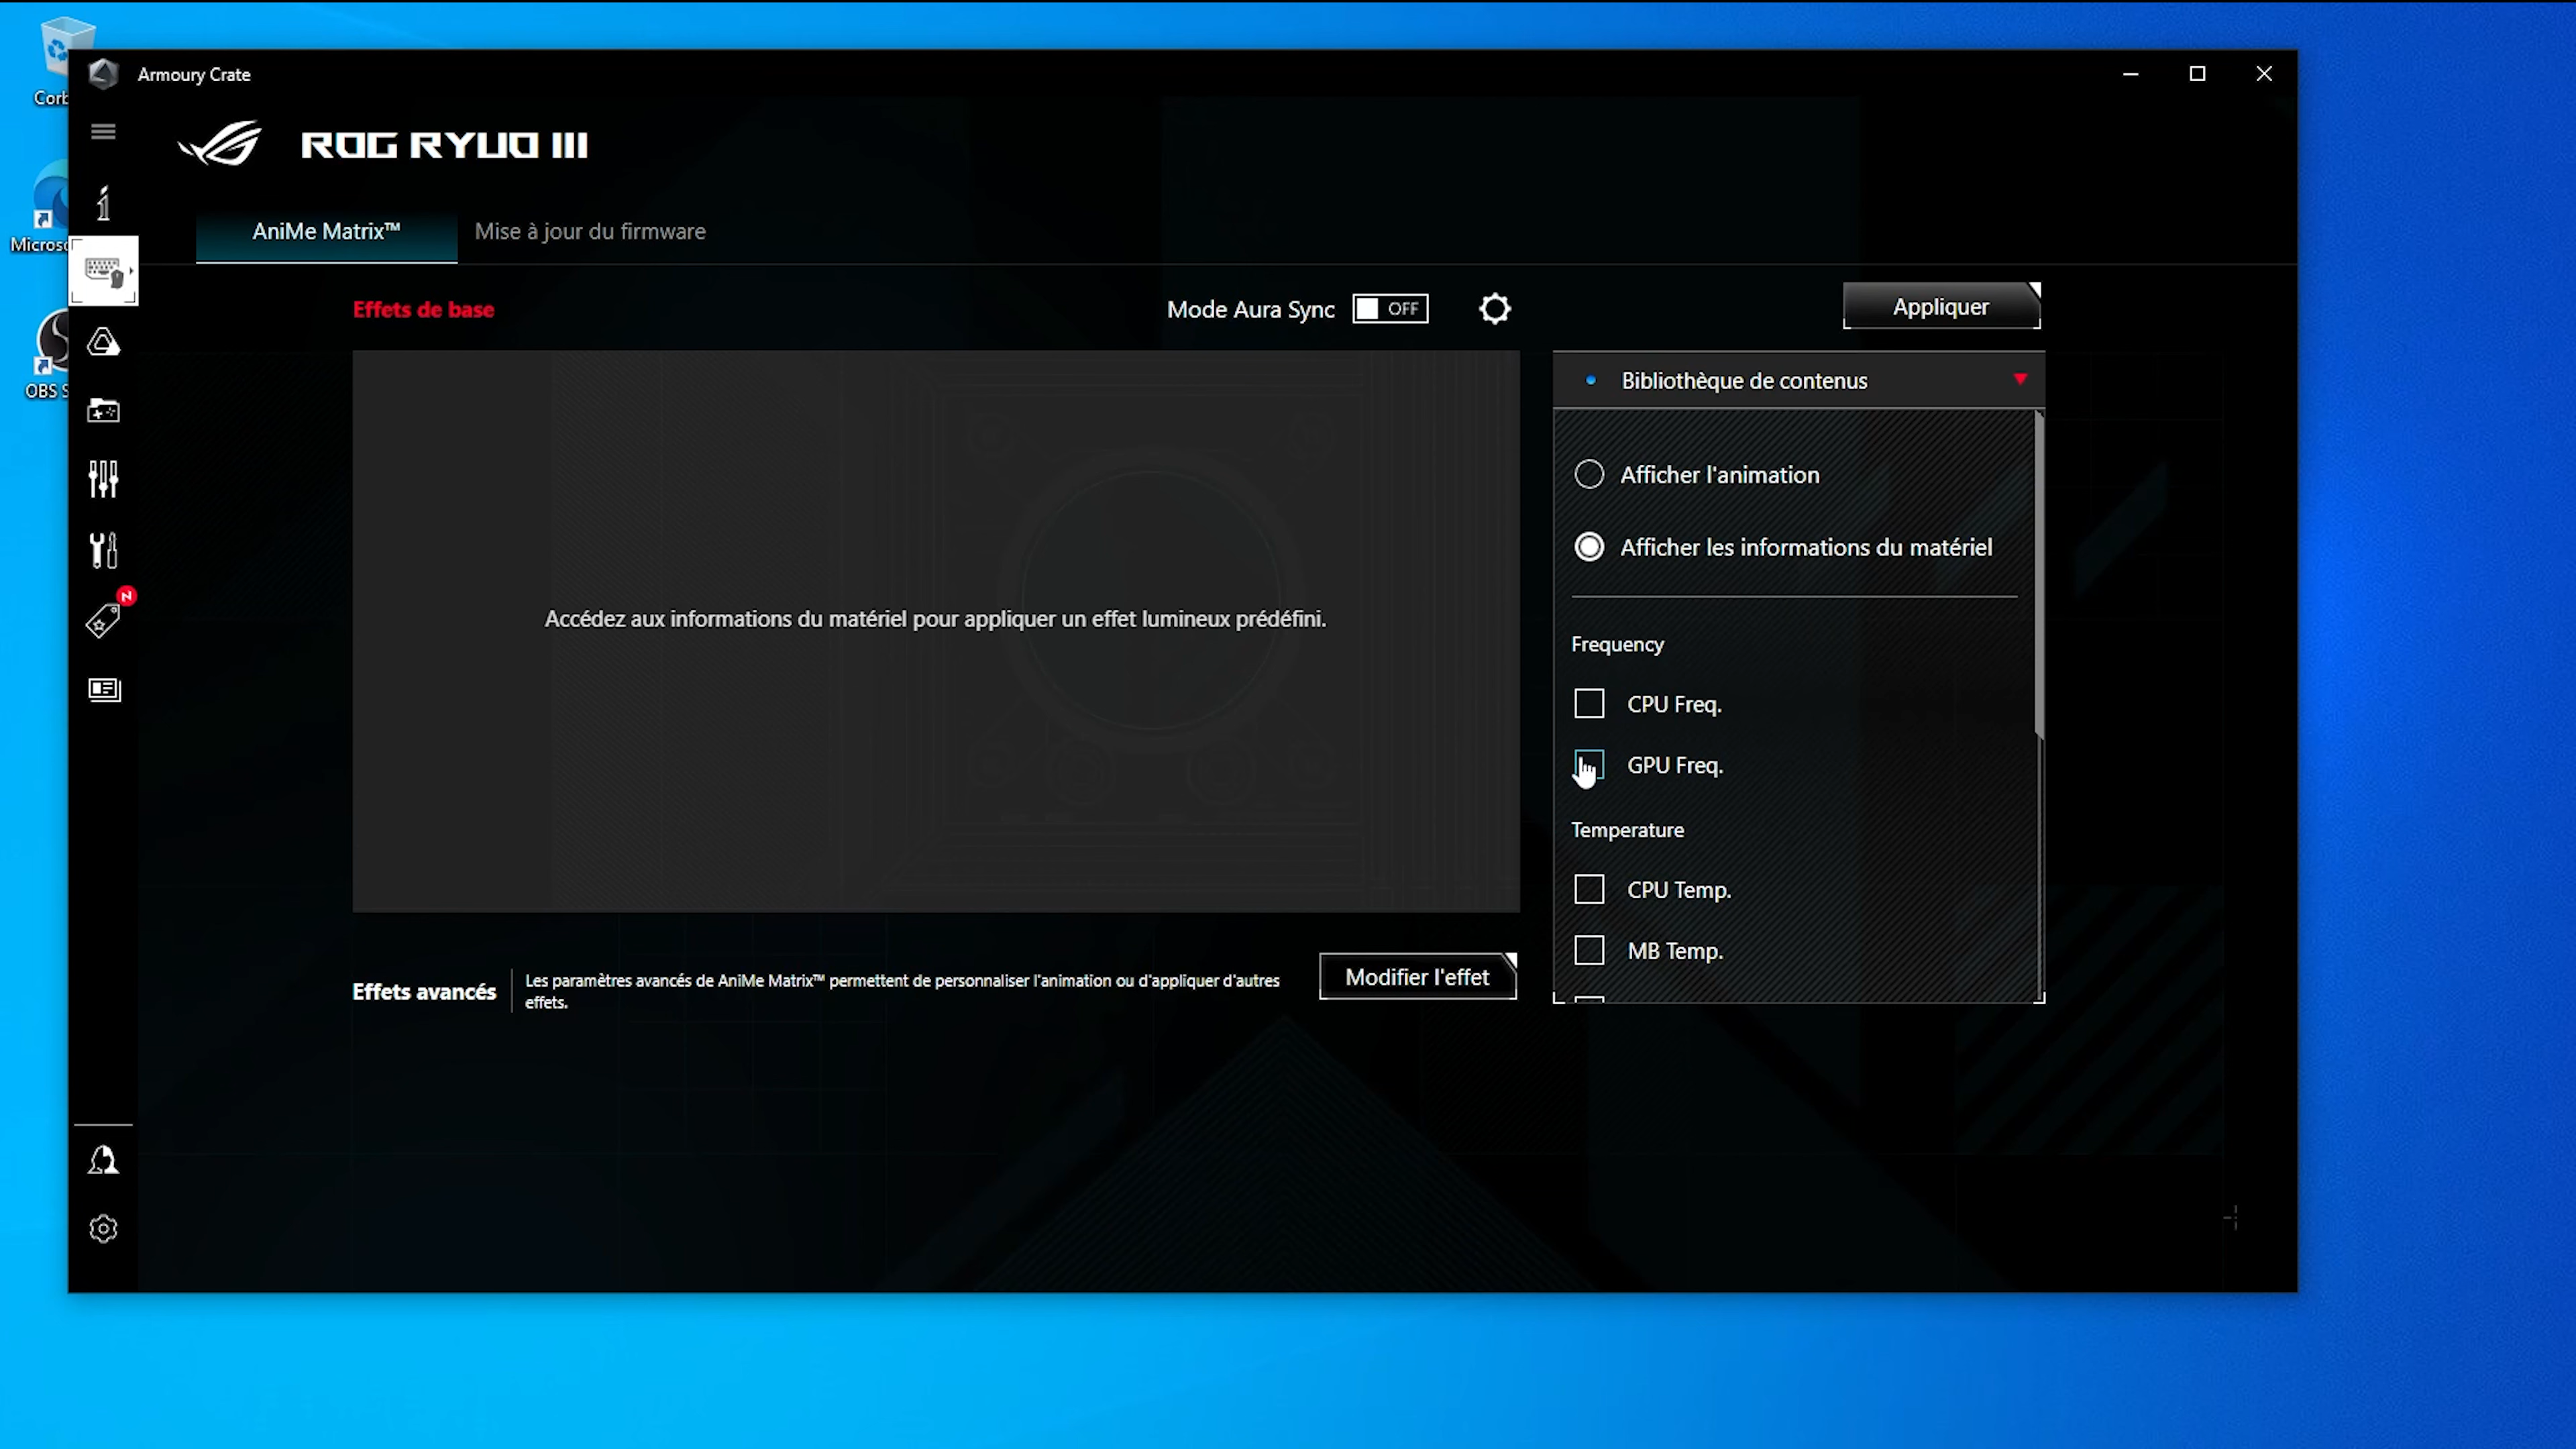 Corb
Armoury Crate
ROG RYUO III
Microso
AniMe Matrix™
Mise à jour du firmware
Effets de base
Mode Aura Sync
OFF
Appliquer
OBS S
Bibliothèque de contenus
Afficher l'animation
Afficher les informations du matériel
Accédez aux informations du matériel pour appliquer un effet lumineux prédéfini.
Frequency
CPU Freq.
GPU Freq.
Temperature
CPU Temp.
MB Temp.
Effets avancés
Les paramètres avancés de AniMe Matrix™ permettent de personnaliser l'animation ou d'appliquer d'autres
effets.
Modifier l'effet
N